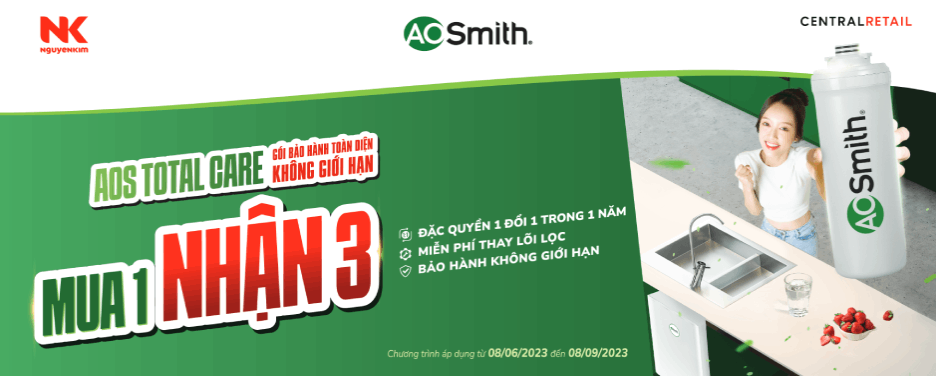 NK
NGUYENKIM
AOSmith®
CENTRALRETAIL
AOS TOTAL CARE
GÓI BẢO HÀNH TOÀN DIỆN
KHÔNG GIỚI HẠN
MUA 1 NHẬN 3
ĐẶC QUYỀN 1 ĐỔI 1 TRONG 1 NĂM
MIỄN PHÍ THAY LÕI LỌC
BẢO HÀNH KHÔNG GIỚI HẠN
Chương trình áp dụng từ 08/06/2023 đến 08/09/2023
AOSmith®